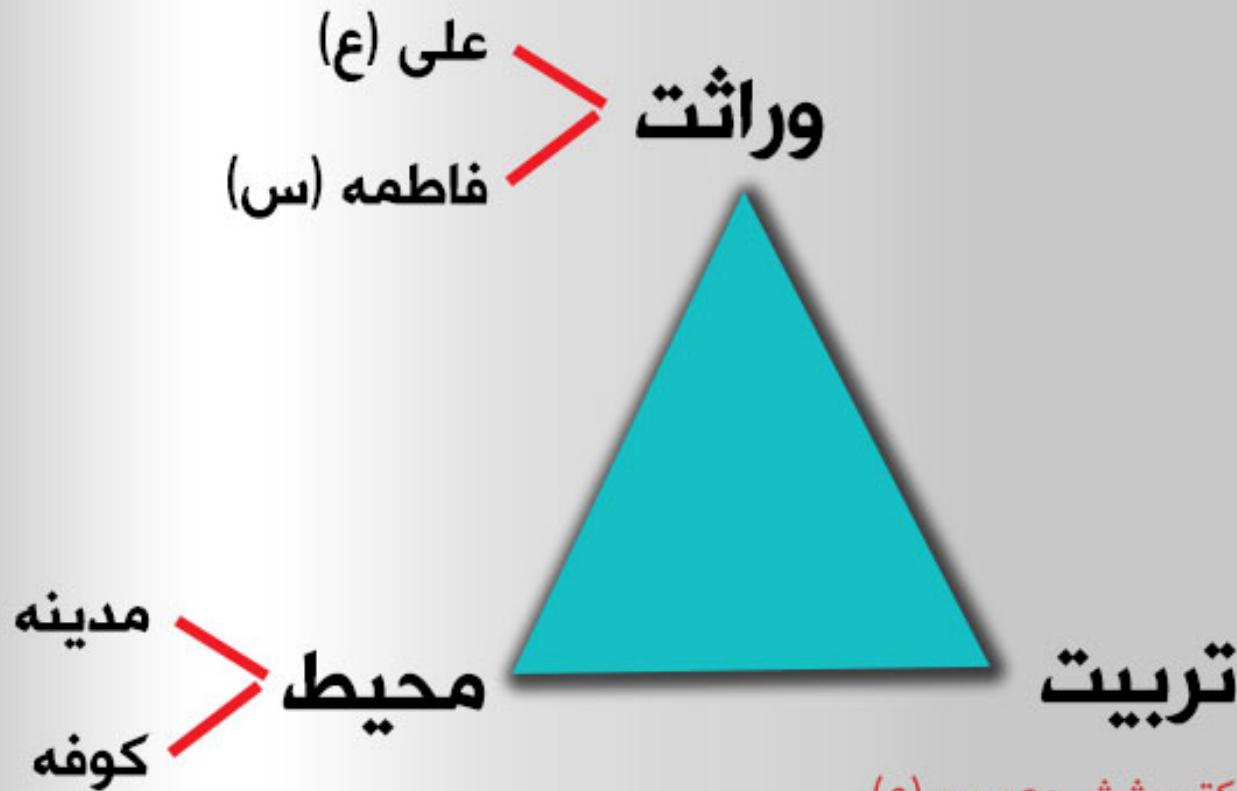 علی (ع)
وراثت
فاطمه (س)
مدینه
محیط
تربیت
کوفه